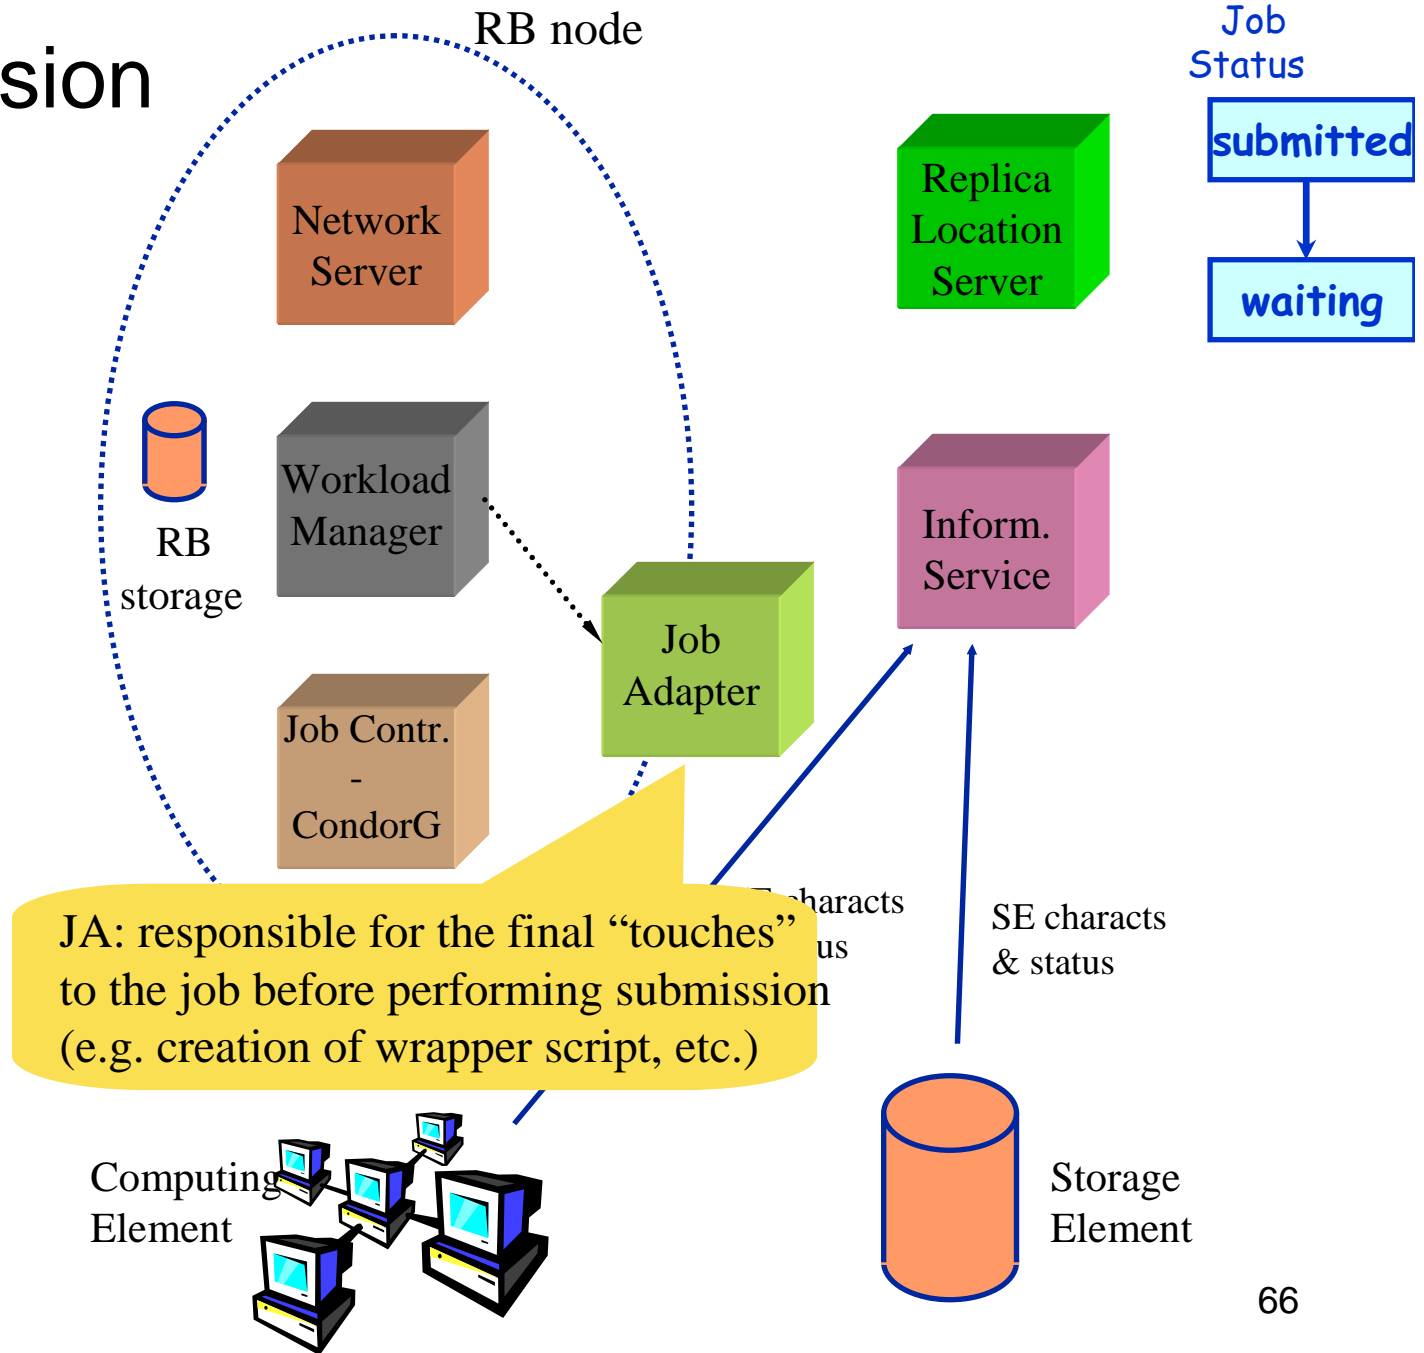 RB node
sion
Job
Status
submitted
waiting
Network
Server
Replica
Location
Server
Workload
Manager
RB
storage
Inform.
Service
Job
Adapter
Job Contr.
-
CondorG
characts
SE characts
& status
JA: responsible for the final “touches”
to the job before performing submission
(e.g. creation of wrapper script, etc.)
Computing
Element
Storage
Element
66